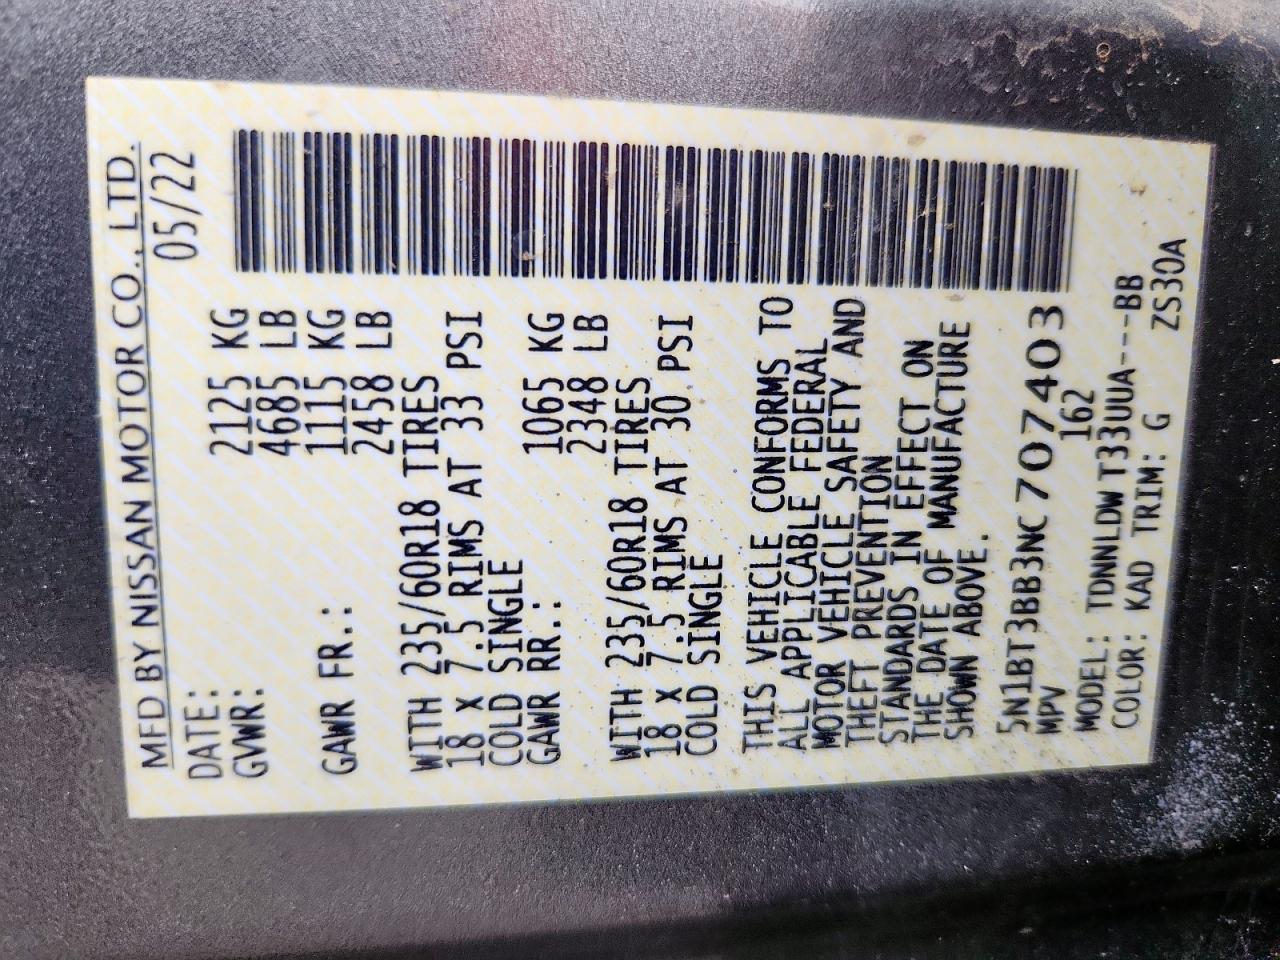 MFD BY NISSAN MOTOR CO., LTD.
DATE: 05/22
GVWR: 2125 KG
4685 LB
GAWR FR.: 1115 KG
2458 LB
WITH 235/60R18 TIRES
18 X 7.5 RIMS AT 33 PSI
COLD SINGLE
GAWR RR.: 1065 KG
2348 LB
WITH 235/60R18 TIRES
18 X 7.5 RIMS AT 30 PSI
COLD SINGLE
THIS VEHICLE CONFORMS TO
ALL APPLICABLE FEDERAL
MOTOR VEHICLE SAFETY AND
THEFT PREVENTION
STANDARDS IN EFFECT ON
THE DATE OF MANUFACTURE
SHOWN ABOVE.
5N1BT3BB3NC707403
MPV 162
MODEL: TDNNLDWT33UUA---BB
COLOR: KAD TRIM: G ZS30A